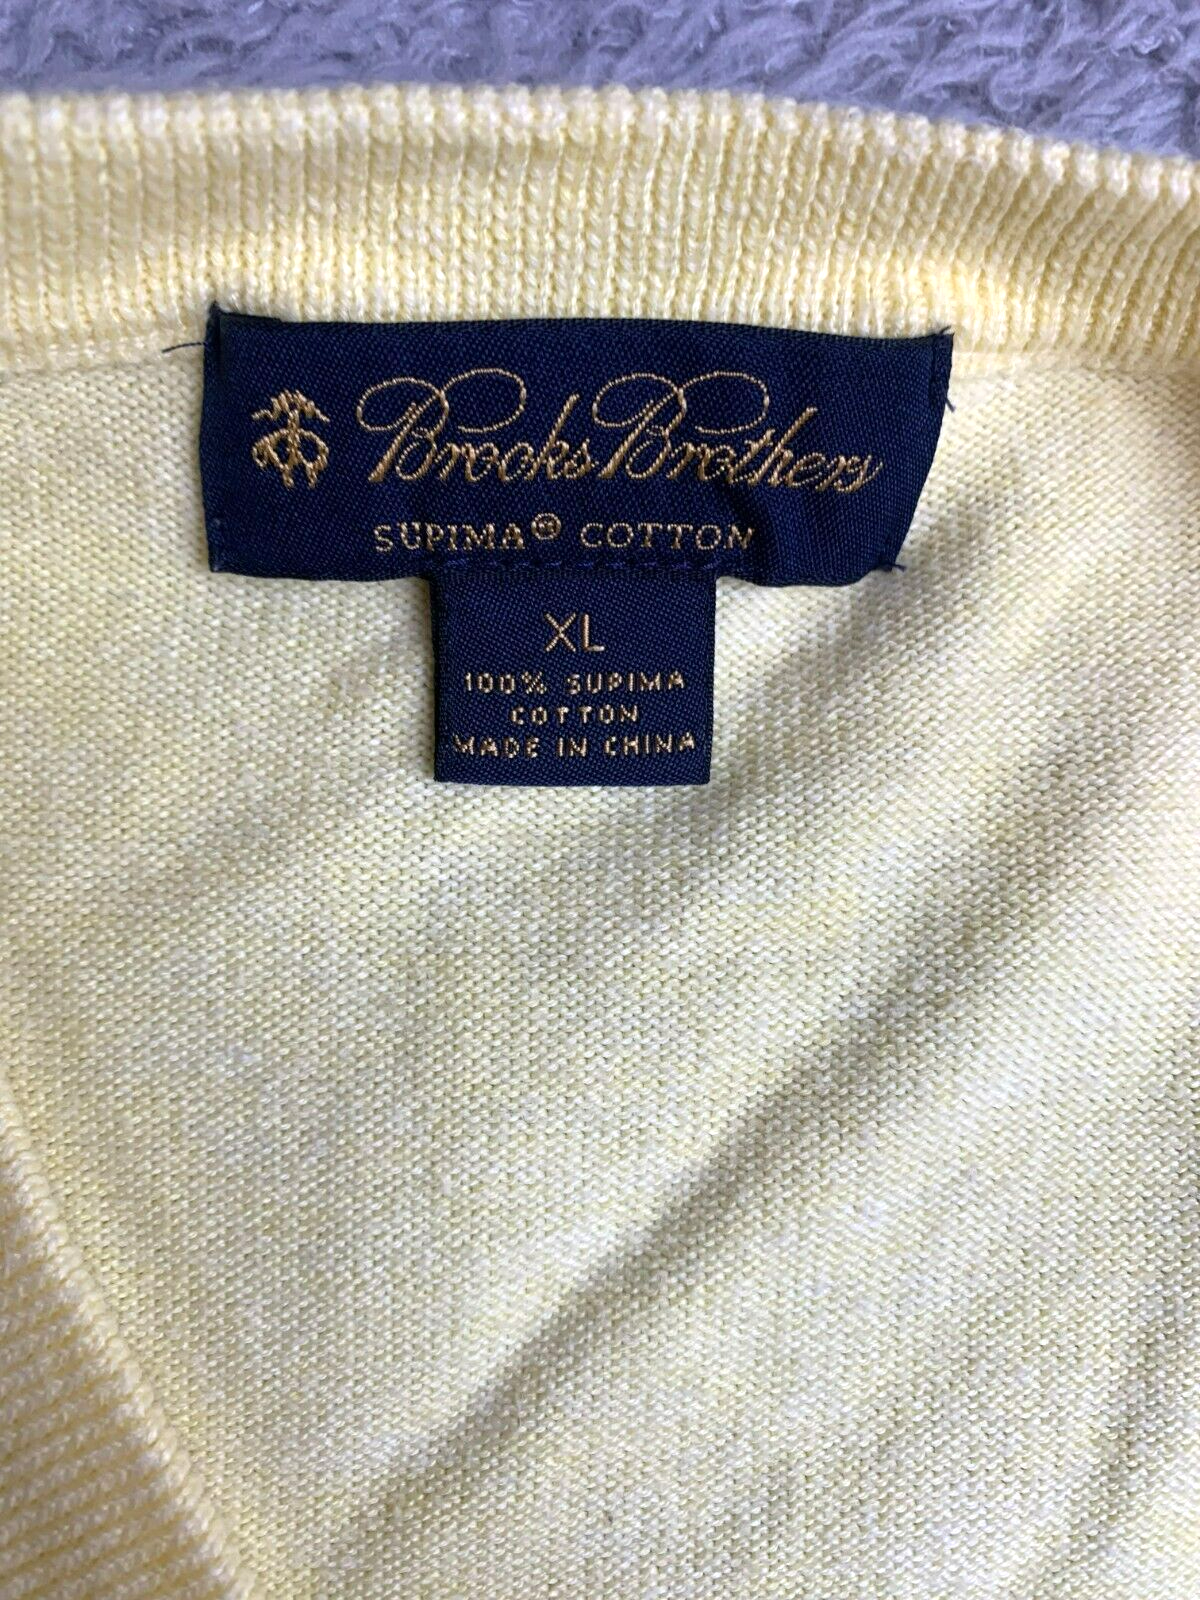 Brooks Brothers
SUPIMA® COTTON
XL
100% SUPIMA
COTTON
MADE IN CHINA